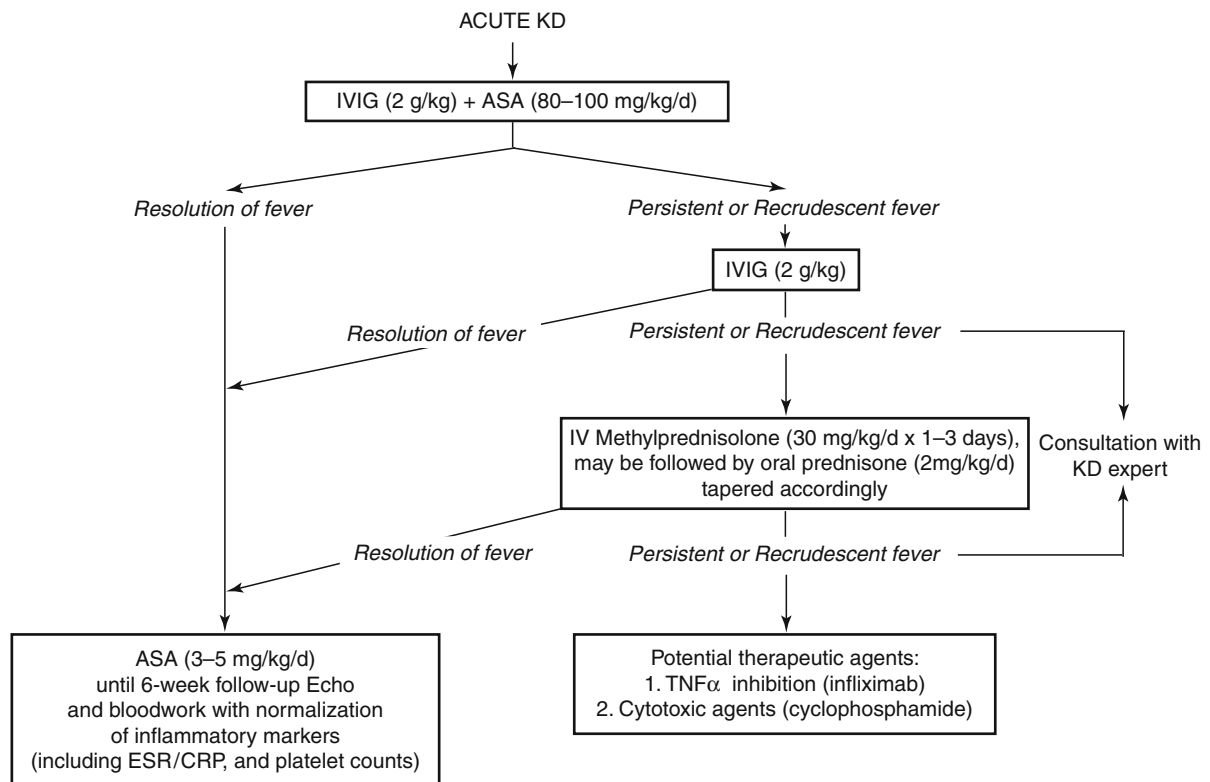 ACUTE KD
IVIG (2 g/kg) + ASA (80–100 mg/kg/d)
Resolution of fever
Persistent or Recrudescent fever
IVIG (2 g/kg)
Resolution of fever
Persistent or Recrudescent fever
IV Methylprednisolone (30 mg/kg/d x 1–3 days),
may be followed by oral prednisone (2mg/kg/d)
tapered accordingly
Consultation with
KD expert
Resolution of fever
Persistent or Recrudescent fever
ASA (3–5 mg/kg/d)
until 6-week follow-up Echo
and bloodwork with normalization
of inflammatory markers
(including ESR/CRP, and platelet counts)
Potential therapeutic agents:
1. TNFα inhibition (infliximab)
2. Cytotoxic agents (cyclophosphamide)